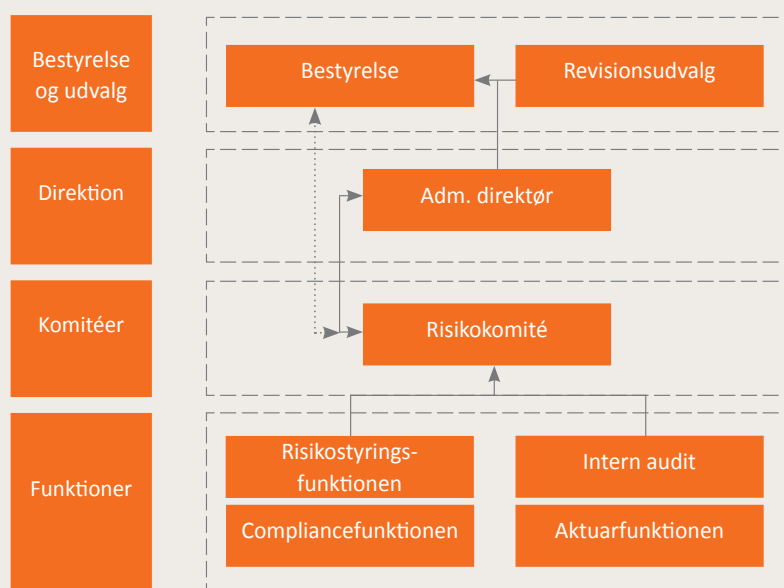 Bestyrelse
og udvalg
Bestyrelse
Revisionsudvalg
Direktion
Adm. direktør
Komitéer
Risikokomité
Funktioner
Risikostyrings-
funktionen
Intern audit
Compliancefunktionen
Aktuarfunktionen